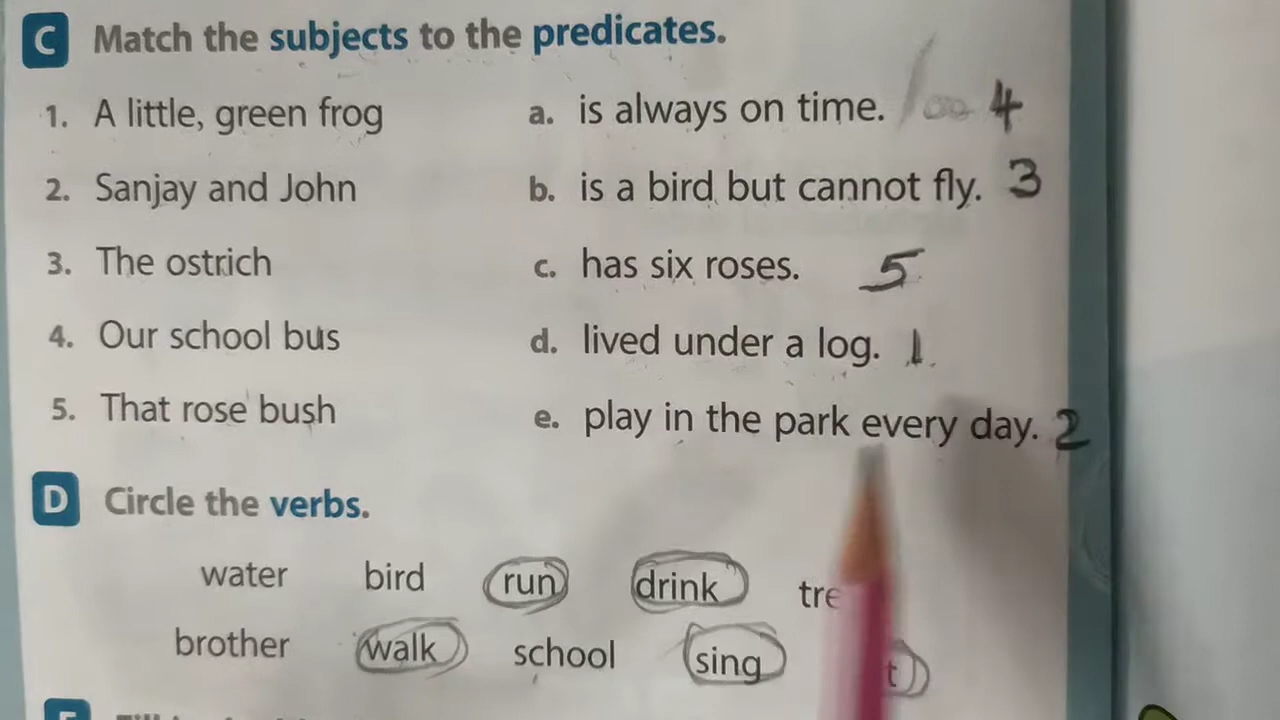 C Match the subjects to the predicates.
1. A little, green frog a. is always on time. 4
2. Sanjay and John b. is a bird but cannot fly. 3
3. The ostrich c. has six roses. 5
4. Our school bus d. lived under a log. 1
5. That rose bush e. play in the park every day. 2
D Circle the verbs.
water bird run drink
brother walk school sing